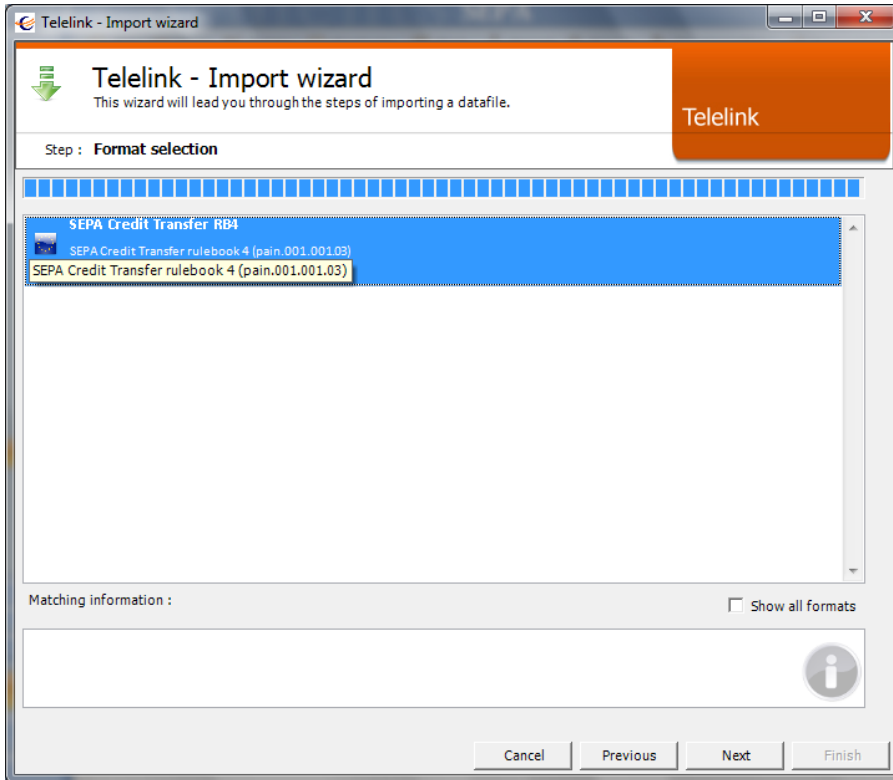 SEPA
Telelink - Import wizard
Telelink - Import wizard
This wizard will lead you through the steps of importing a datafile.
Telelink
Step : Format selection
SEPA Credit Transfer RB4
SEPA Credit Transfer rulebook 4 (pain.001.001.03)
SEPA Credit Transfer rulebook 4 (pain.001.001.03)
Matching information :
Show all formats
Cancel
Previous
Next
Finish